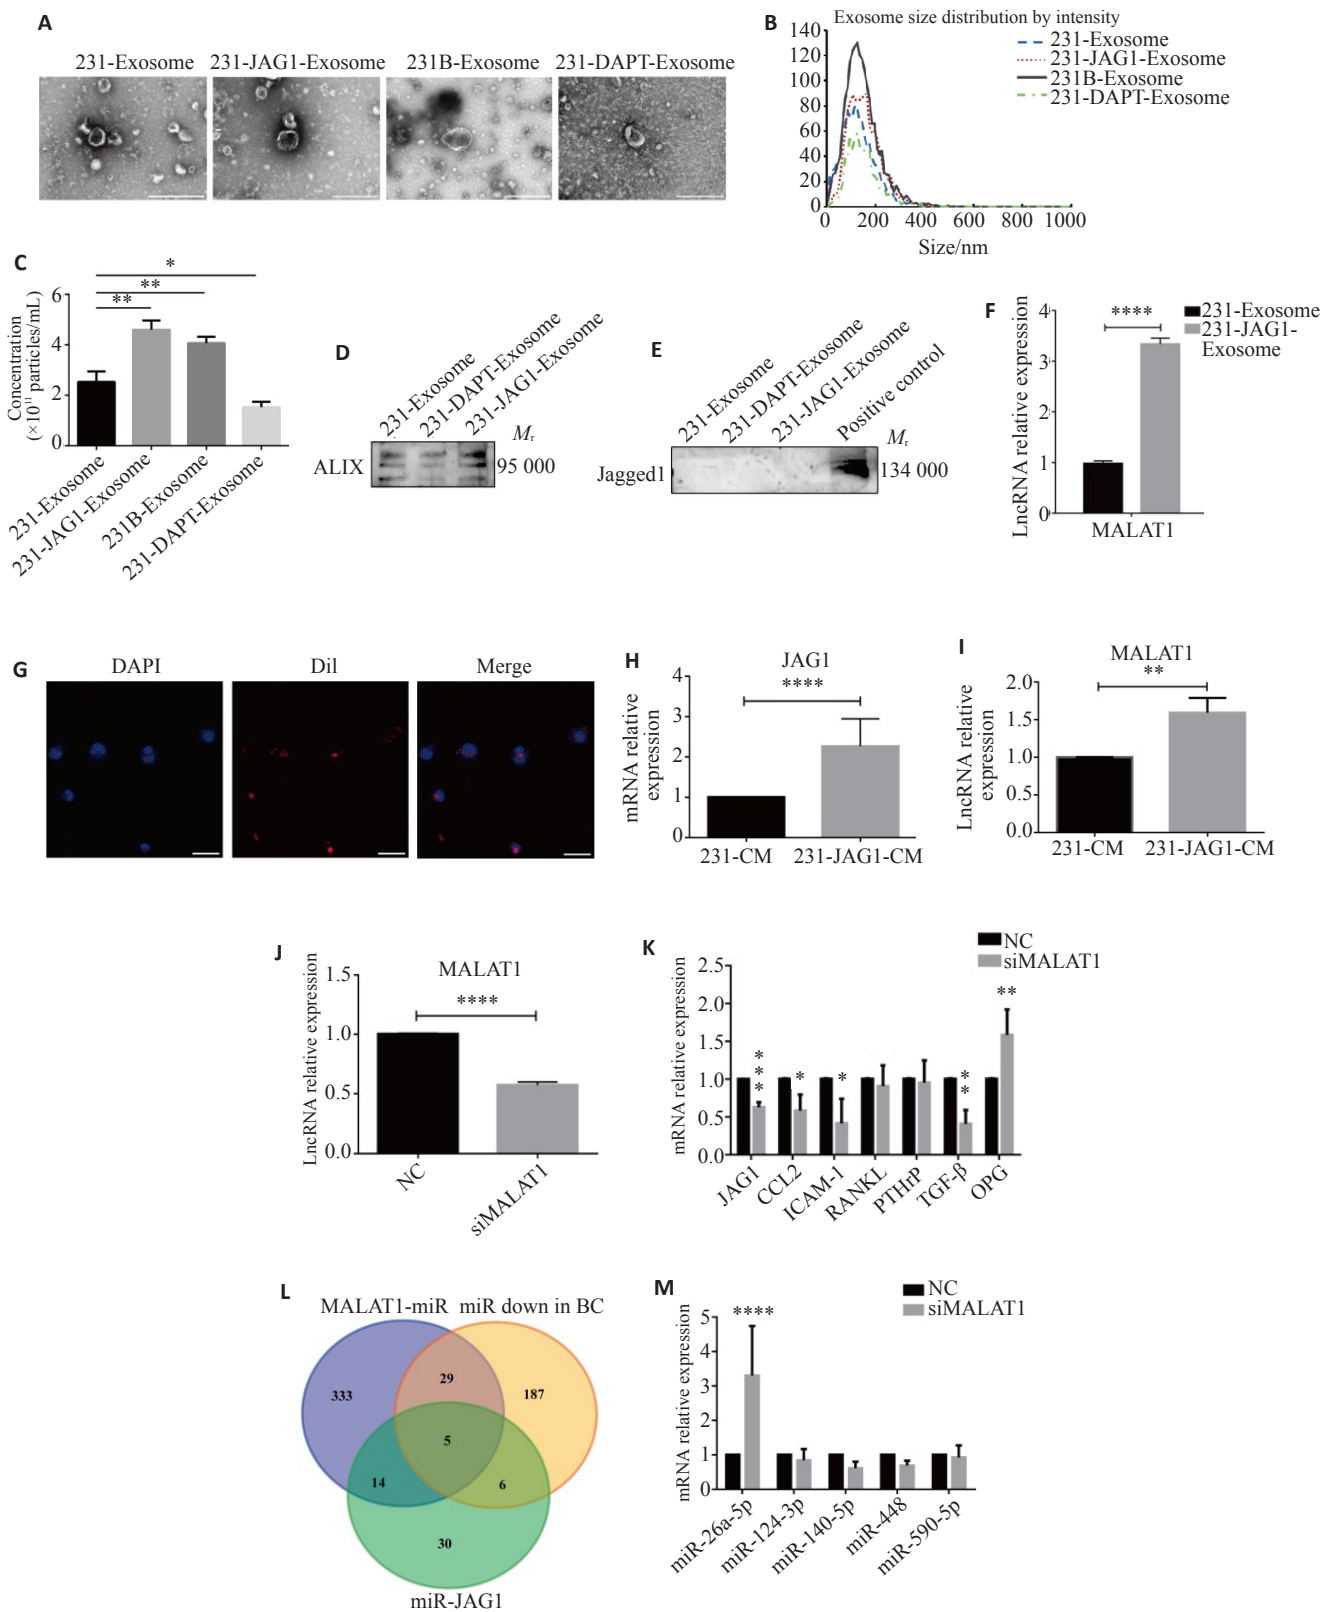 A
231-Exosome 231-JAG1-Exosome 231B-Exosome 231-DAPT-Exosome
B
Exosome size distribution by intensity
140
120
100
80
60
40
20
0
0 200 400 600 800 1000
Size/nm
231-Exosome
231-JAG1-Exosome
231B-Exosome
231-DAPT-Exosome
C
Concentration
(×10¹¹ particles/mL)
6
4
2
0
*
**
**
231-Exosome
231-JAG1-Exosome
231B-Exosome
231-DAPT-Exosome
D
231-Exosome
231-DAPT-Exosome
231-JAG1-Exosome
Mr
ALIX
95 000
E
231-Exosome
231-DAPT-Exosome
231-JAG1-Exosome
Positive control
Mr
Jagged1
134 000
F
LncRNA relative expression
4
3
2
1
0
****
MALAT1
231-Exosome
231-JAG1-
Exosome
G
DAPI Dil Merge
H
JAG1
****
mRNA relative
expression
4
3
2
1
0
231-CM 231-JAG1-CM
I
MALAT1
**
LncRNA relative
expression
2.0
1.5
1.0
0.5
0.0
231-CM 231-JAG1-CM
J
MALAT1
****
LncRNA relative expression
1.5
1.0
0.5
0.0
NC
siMALAT1
K
NC
siMALAT1
mRNA relative expression
2.5
2.0
1.5
1.0
0.5
0.0
*** * * ** **
JAG1
CCL2
ICAM-1
RANKL
PTHrP
TGF-β
OPG
L
MALAT1-miR miR down in BC
333
29
187
5
14
6
30
miR-JAG1
M
NC
siMALAT1
mRNA relative expression
5
4
3
2
1
0
****
miR-26a-5p
miR-124-3p
miR-140-5p
miR-448
miR-590-5p